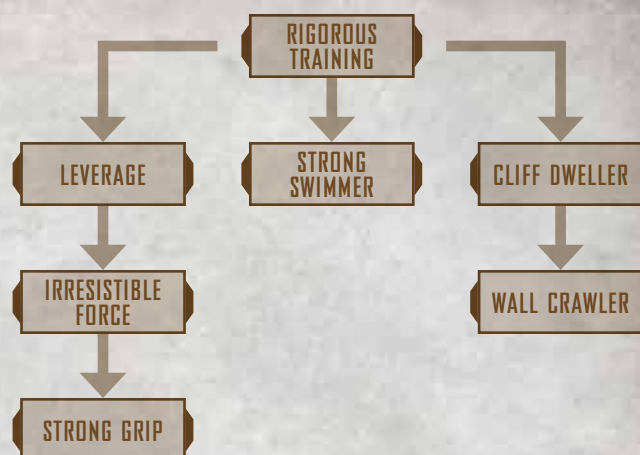 RIGOROUS
TRAINING
LEVERAGE
STRONG
SWIMMER
CLIFF DWELLER
IRRESISTIBLE
FORCE
WALL CRAWLER
STRONG GRIP